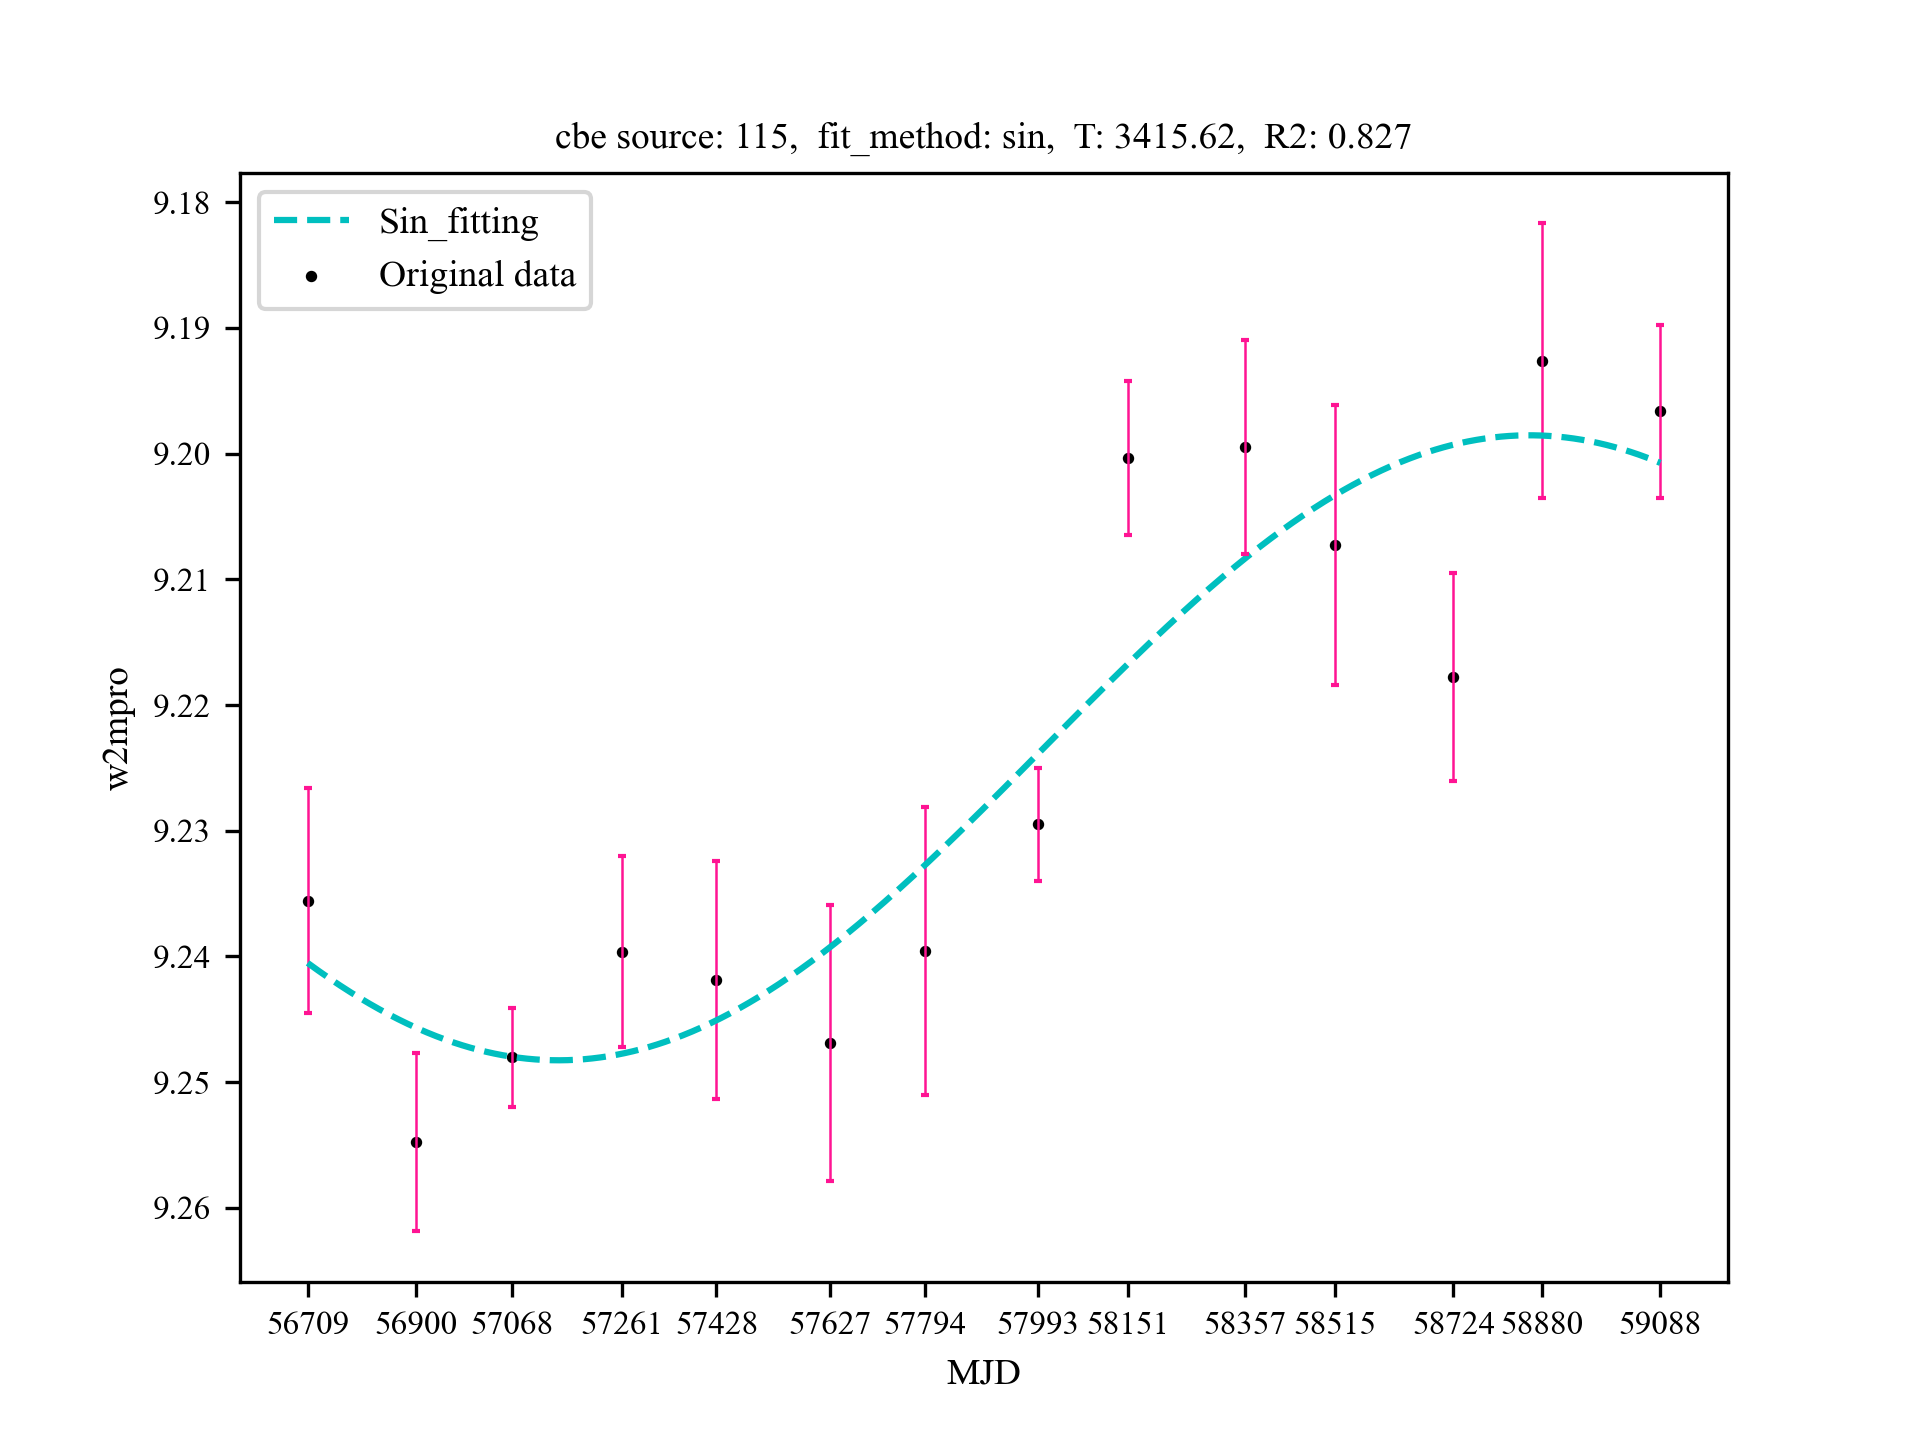 cbe source: 115,  fit_method: sin,  T: 3415.62,  R2: 0.827
Sin_fitting
Original data
9.18
9.19
9.20
9.21
9.22
9.23
9.24
9.25
9.26
w2mpro
56709 56900 57068 57261 57428 57627 57794 57993 58151 58357 58515 58724 58880 59088
MJD